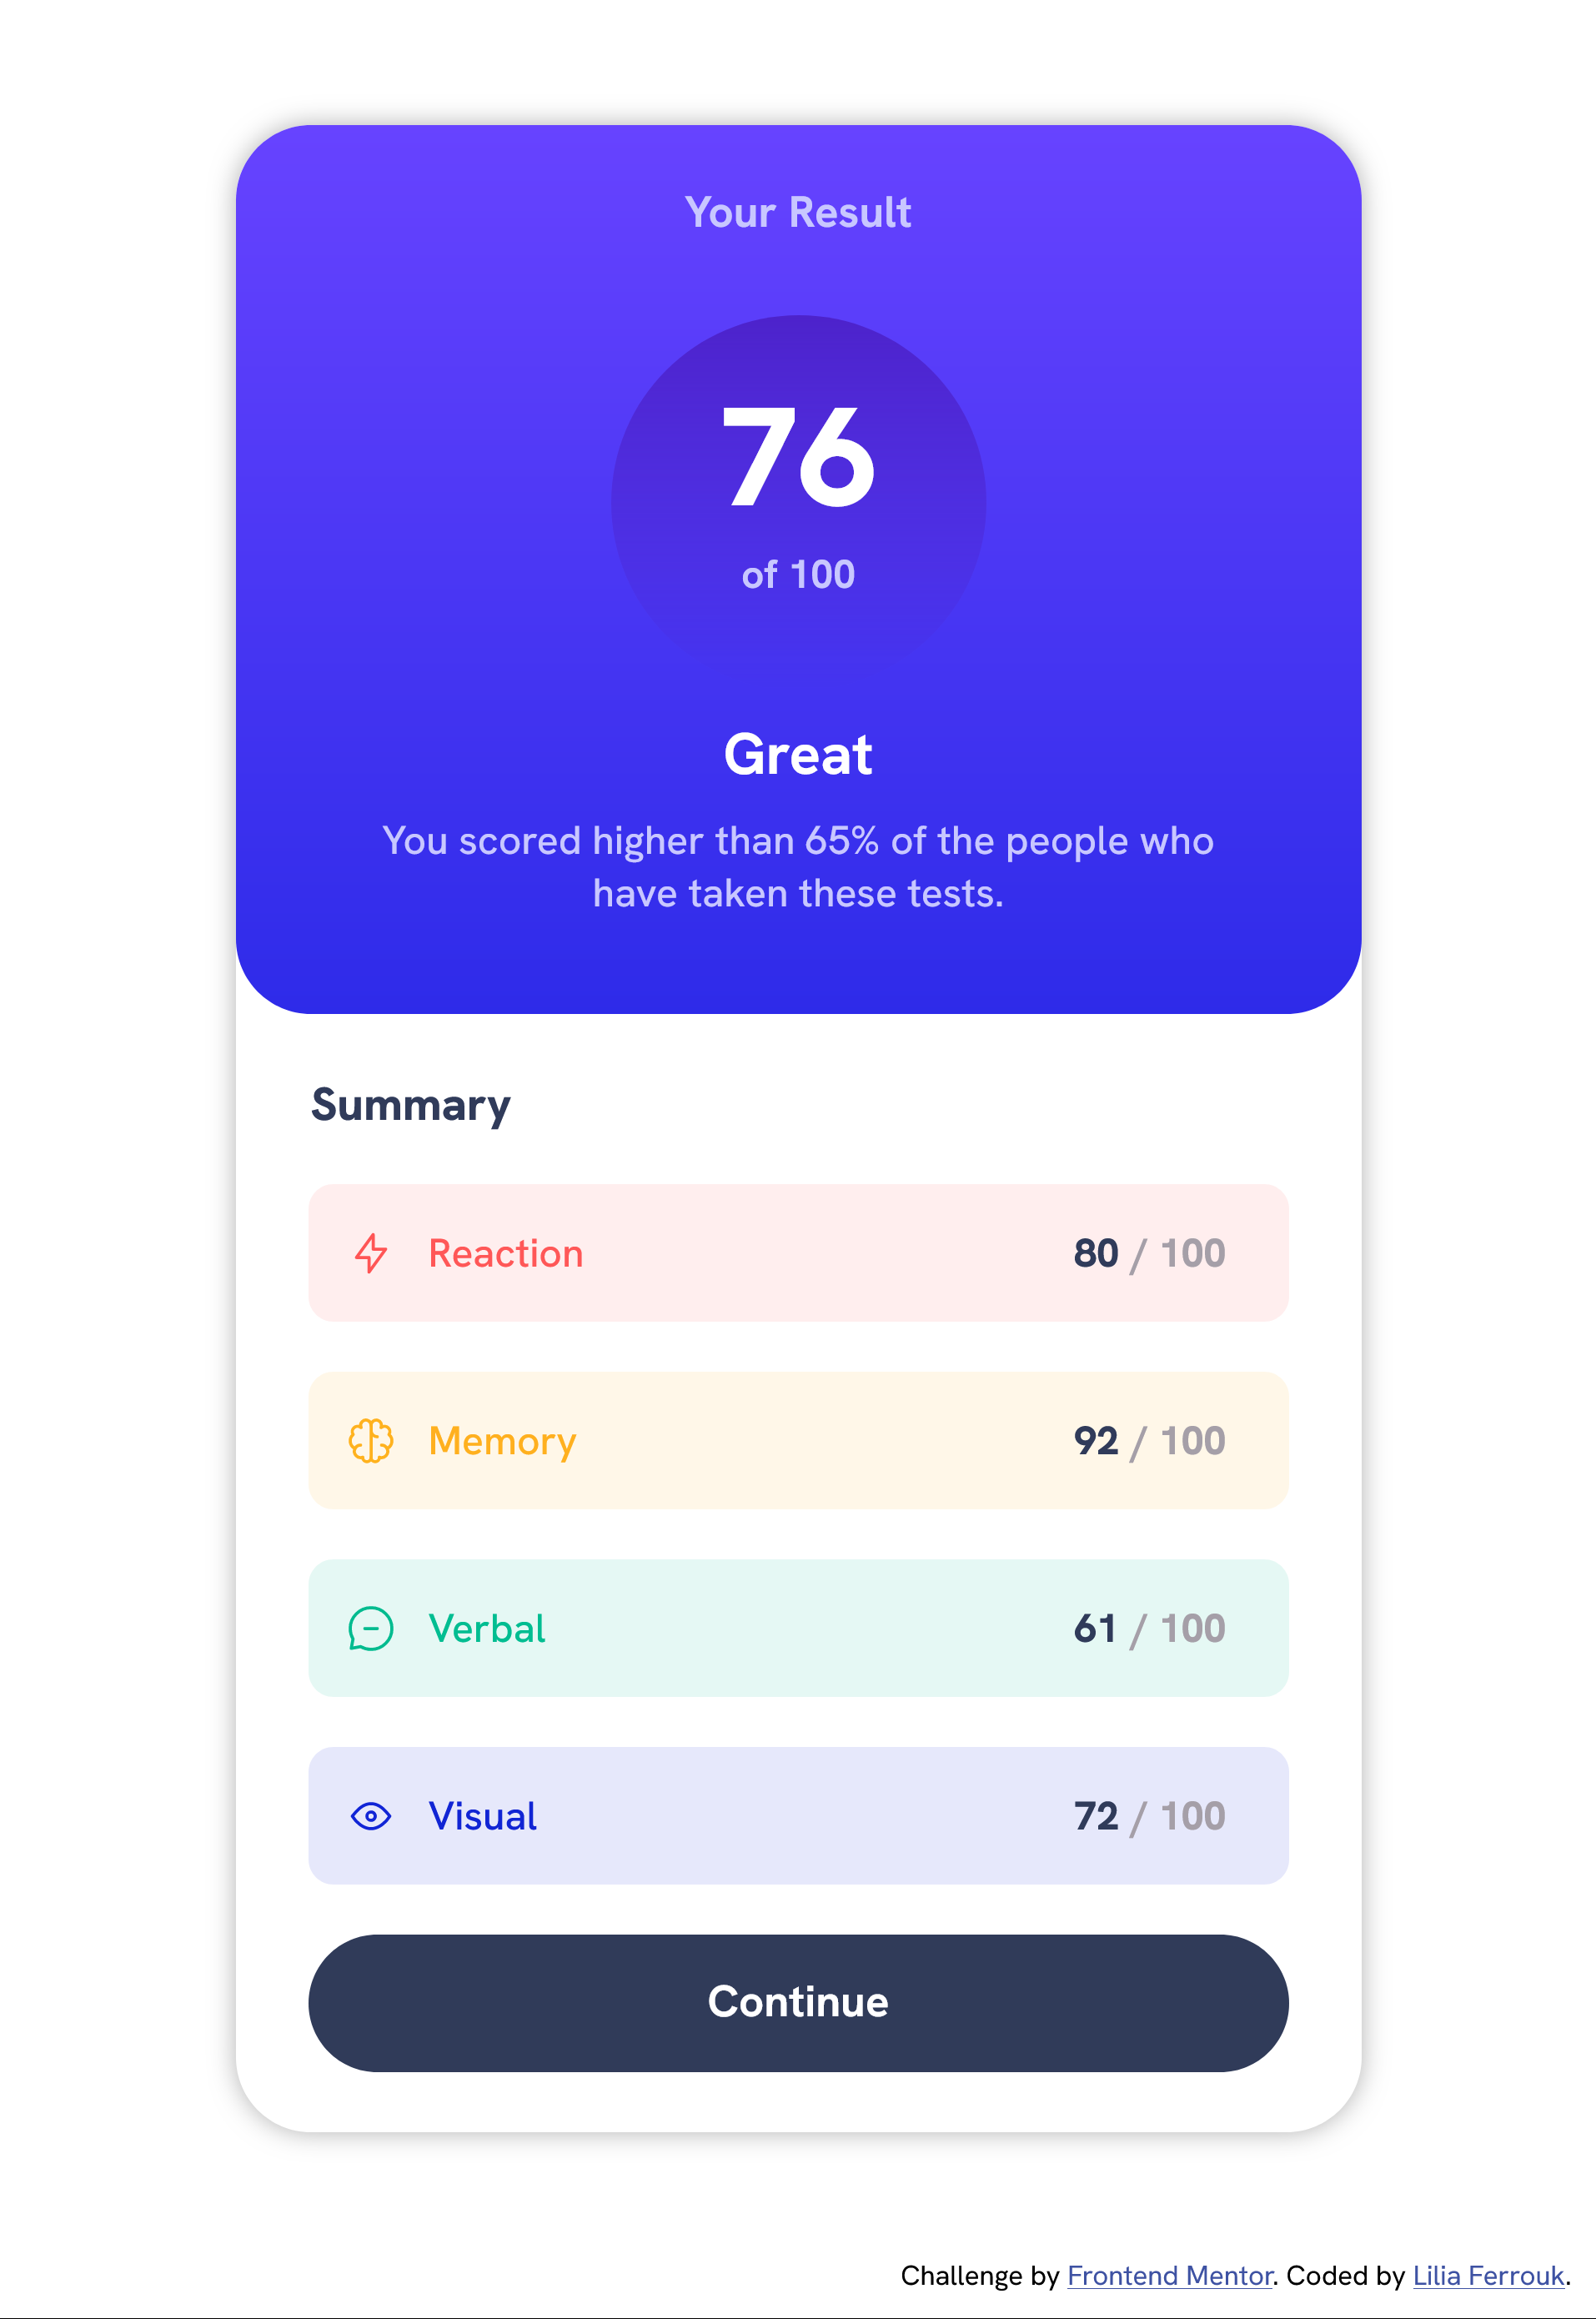 Your Result
76
of 100
Great
You scored higher than 65% of the people who
have taken these tests.
Summary
Reaction 80 / 100
Memory 92 / 100
Verbal 61 / 100
Visual 72 / 100
Continue
Challenge by Frontend Mentor. Coded by Lilia Ferrouk.